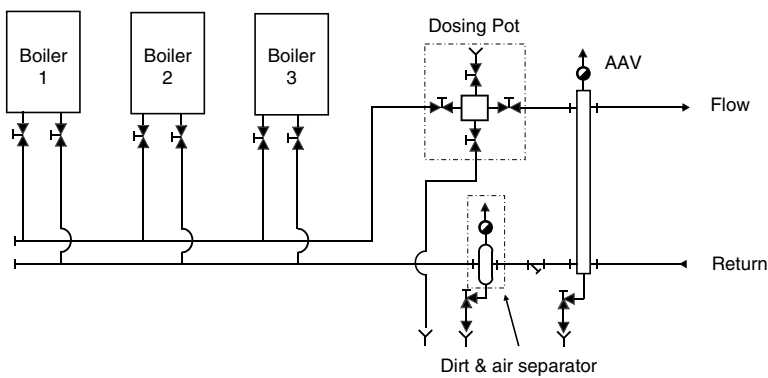 Dosing Pot
Boiler
1
Boiler
2
Boiler
3
AAV
Flow
Return
Dirt & air separator